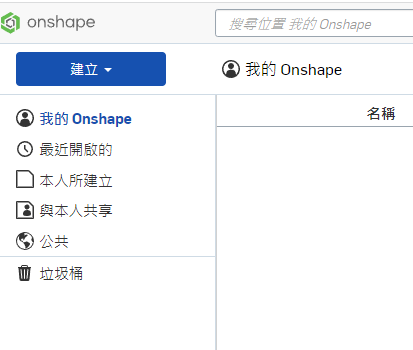 onshape
搜尋位置 我的 Onshape
建立
我的 Onshape
名稱
我的 Onshape
最近開啟的
本人所建立
與本人共享
公共
垃圾桶